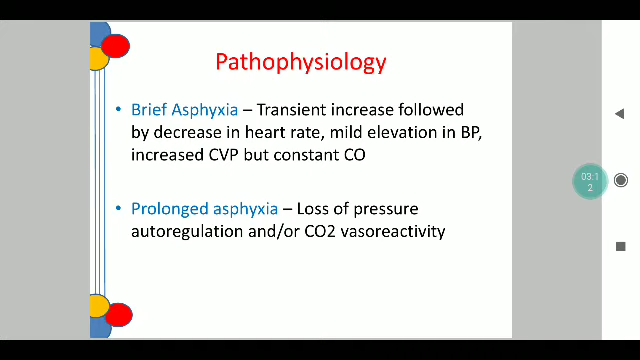 Pathophysiology
• Brief Asphyxia – Transient increase followed
by decrease in heart rate, mild elevation in BP,
increased CVP but constant CO
• Prolonged asphyxia – Loss of pressure
autoregulation and/or CO2 vasoreactivity
03:1
2